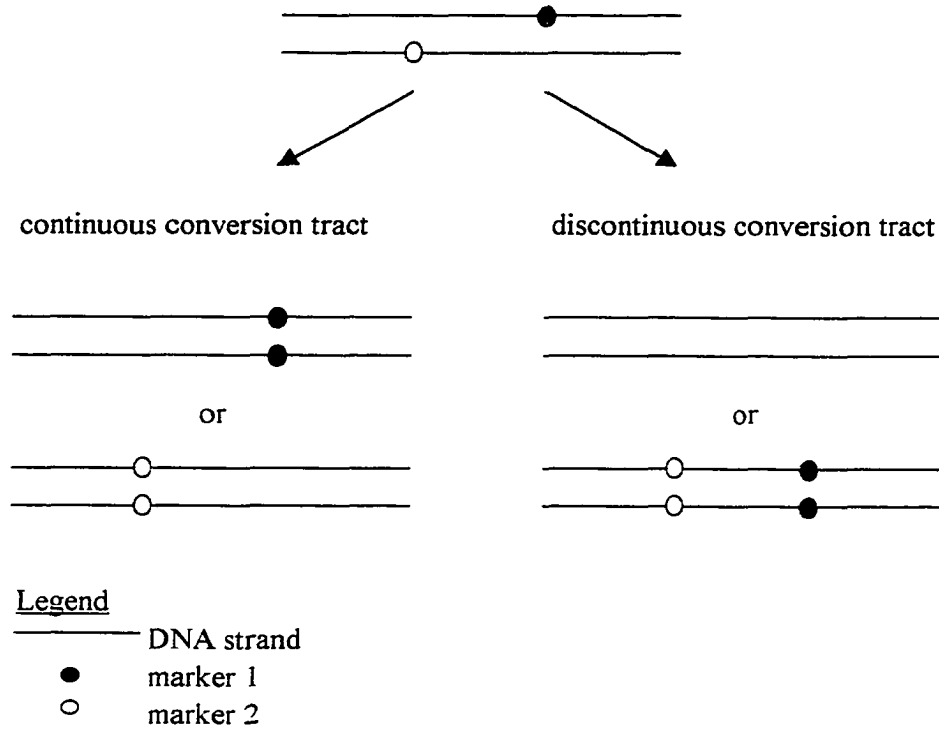 continuous conversion tract
discontinuous conversion tract
or
or
Legend
DNA strand
marker 1
marker 2